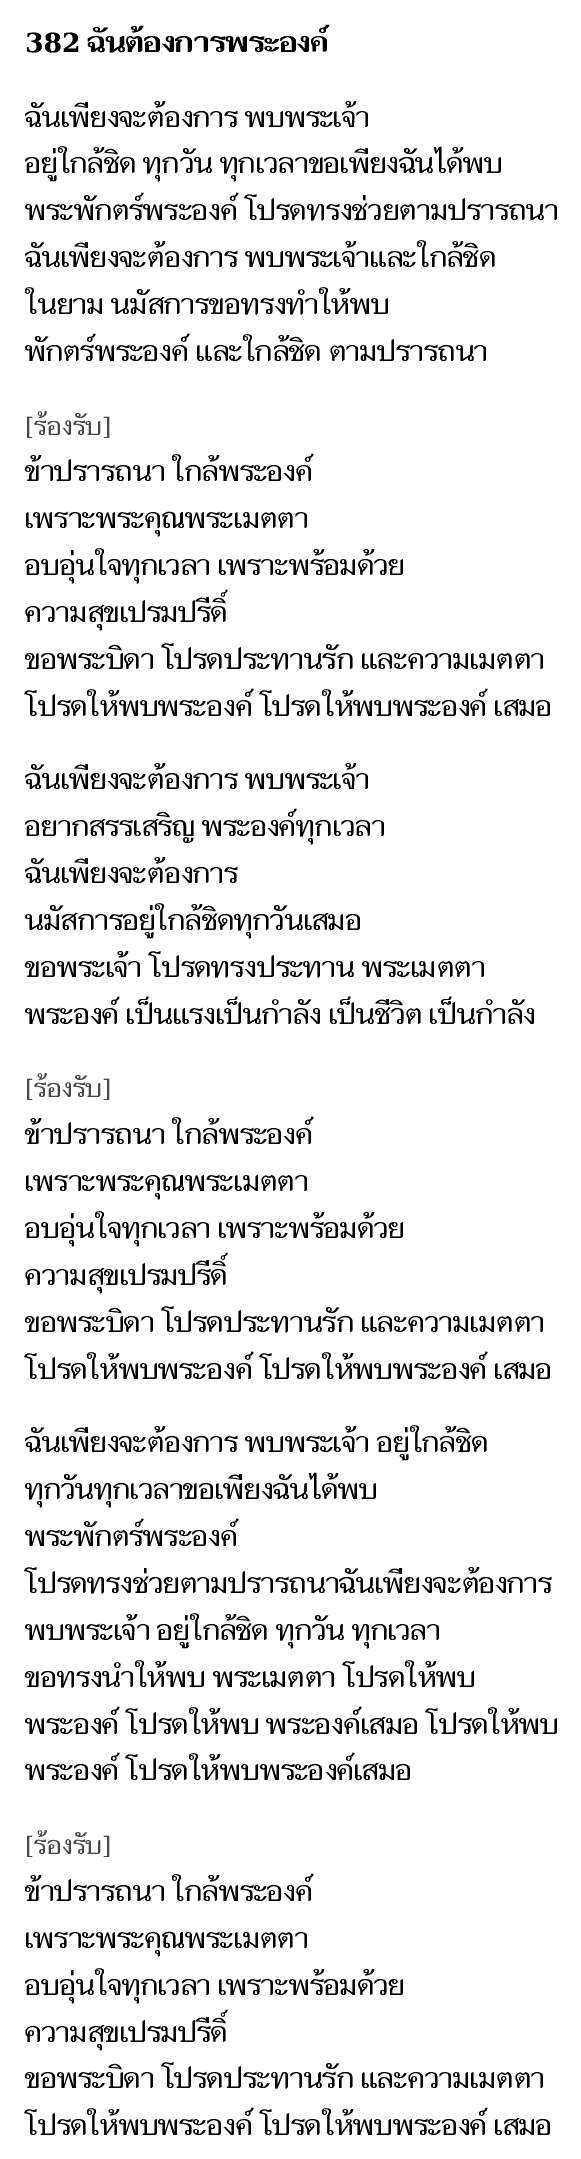 382 ฉันต้องการพระองค์
ฉันเพียงจะต้องการ พบพระเจ้า
อยู่ใกล้ชิด ทุกวัน ทุกเวลาขอเพียงฉันได้พบ
พระพักตร์พระองค์ โปรดทรงช่วยตามปรารถนา
ฉันเพียงจะต้องการ พบพระเจ้าและใกล้ชิด
ในยาม นมัสการขอทรงทำให้พบ
พักตร์พระองค์ และใกล้ชิด ตามปรารถนา
[ร้องรับ]
ข้าปรารถนา ใกล้พระองค์
เพราะพระคุณพระเมตตา
อบอุ่นใจทุกเวลา เพราะพร้อมด้วย
ความสุขเปรมปรีดิ์
ขอพระบิดา โปรดประทานรัก และความเมตตา
โปรดให้พบพระองค์ โปรดให้พบพระองค์ เสมอ
ฉันเพียงจะต้องการ พบพระเจ้า
อยากสรรเสริญ พระองค์ทุกเวลา
ฉันเพียงจะต้องการ
นมัสการอยู่ใกล้ชิดทุกวันเสมอ
ขอพระเจ้า โปรดทรงประทาน พระเมตตา
พระองค์ เป็นแรงเป็นกำลัง เป็นชีวิต เป็นกำลัง
[ร้องรับ]
ข้าปรารถนา ใกล้พระองค์
เพราะพระคุณพระเมตตา
อบอุ่นใจทุกเวลา เพราะพร้อมด้วย
ความสุขเปรมปรีดิ์
ขอพระบิดา โปรดประทานรัก และความเมตตา
โปรดให้พบพระองค์ โปรดให้พบพระองค์ เสมอ
ฉันเพียงจะต้องการ พบพระเจ้า อยู่ใกล้ชิด
ทุกวันทุกเวลาขอเพียงฉันได้พบ
พระพักตร์พระองค์
โปรดทรงช่วยตามปรารถนาฉันเพียงจะต้องการ
พบพระเจ้า อยู่ใกล้ชิด ทุกวัน ทุกเวลา
ขอทรงนำให้พบ พระเมตตา โปรดให้พบ
พระองค์ โปรดให้พบ พระองค์เสมอ โปรดให้พบ
พระองค์ โปรดให้พบพระองค์เสมอ
[ร้องรับ]
ข้าปรารถนา ใกล้พระองค์
เพราะพระคุณพระเมตตา
อบอุ่นใจทุกเวลา เพราะพร้อมด้วย
ความสุขเปรมปรีดิ์
ขอพระบิดา โปรดประทานรัก และความเมตตา
โปรดให้พบพระองค์ โปรดให้พบพระองค์ เสมอ